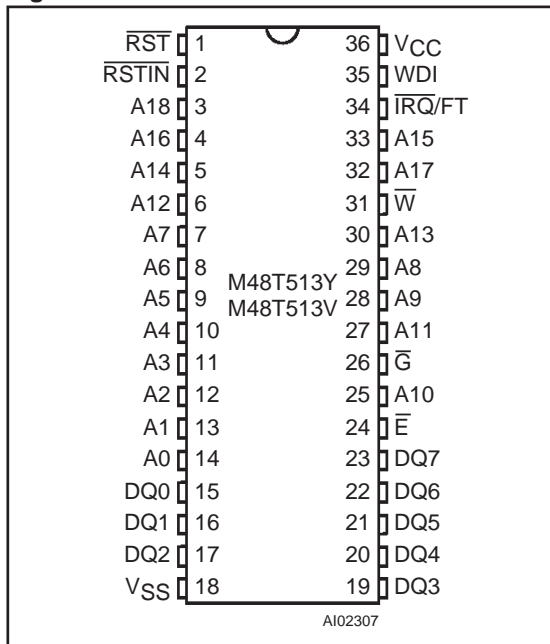 R̅S̅T̅ 1 36 VCC
R̅S̅T̅I̅N̅ 2 35 WDI
A18 3 34 I̅R̅Q̅/FT
A16 4 33 A15
A14 5 32 A17
A12 6 31 W̅
A7 7 30 A13
A6 8 29 A8
M48T513Y
A5 9 28 A9
M48T513V
A4 10 27 A11
A3 11 26 G̅
A2 12 25 A10
A1 13 24 E̅
A0 14 23 DQ7
DQ0 15 22 DQ6
DQ1 16 21 DQ5
DQ2 17 20 DQ4
VSS 18 19 DQ3
AI02307